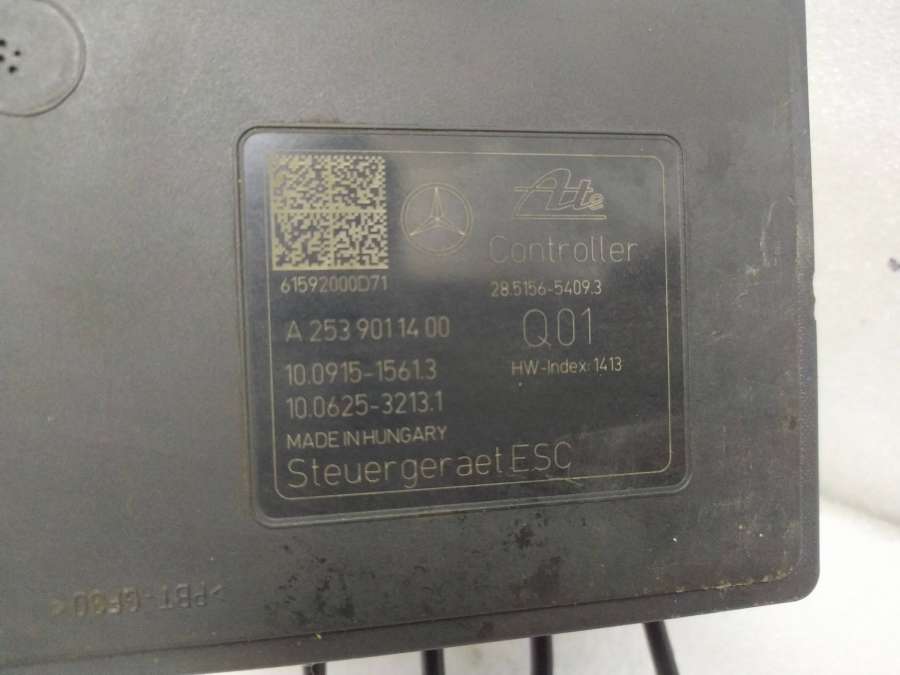 Ate
Controller
61592000D71
28.5156-5409.3
A 253 901 14 00
Q01
10.0915-1561.3
HW-Index: 1413
10.0625-3213.1
MADE IN HUNGARY
Steuergeraet ESC
>PBT-GF30<